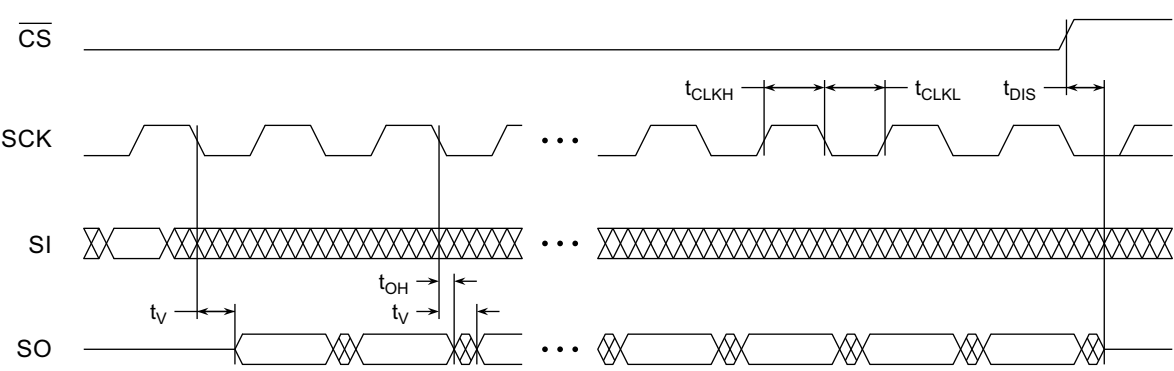 CS
tCLKH tCLKL tDIS
SCK
• • •
SI
• • •
tOH
tV tV
SO
• • •